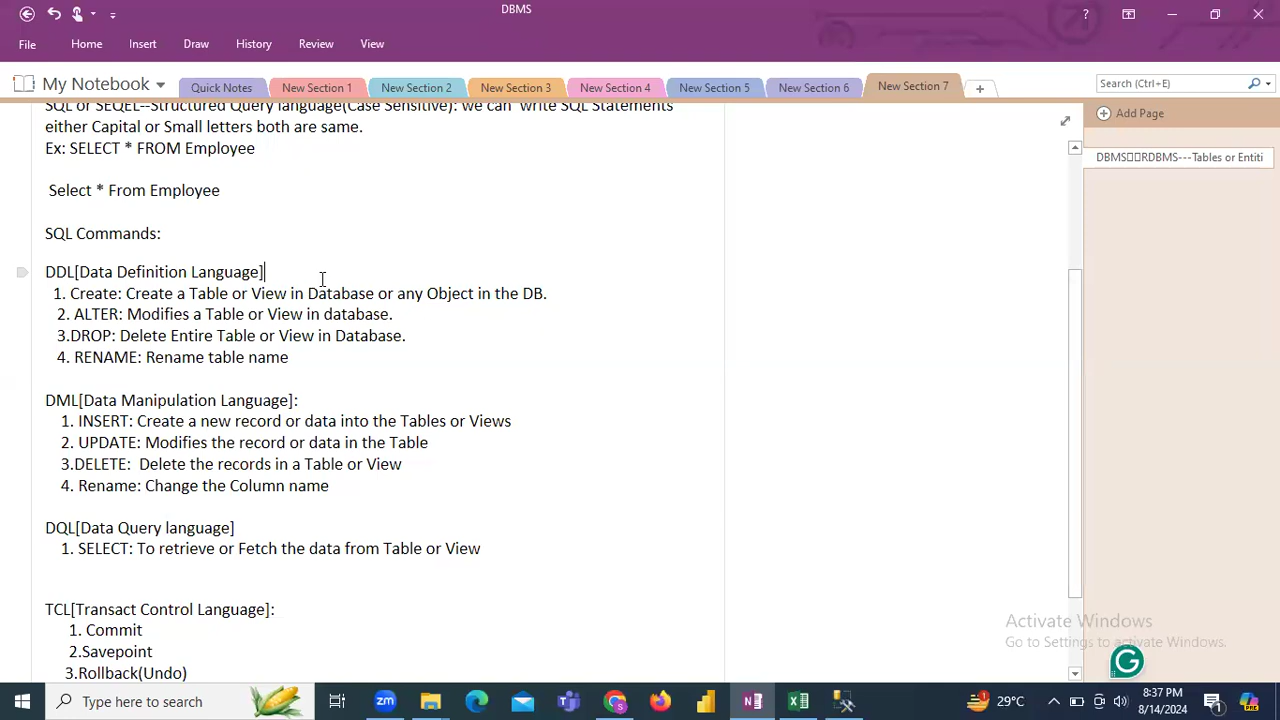 DBMS
File
Home
Insert
Draw
History
Review
View
My Notebook
Quick Notes
New Section 1
New Section 2
New Section 3
New Section 4
New Section 5
New Section 6
New Section 7
Search (Ctrl+E)
Add Page
DBMS▯▯RDBMS---Tables or Entiti
SQL or SEQEL--Structured Query language(Case Sensitive): we can write SQL Statements
either Capital or Small letters both are same.
Ex: SELECT * FROM Employee
Select * From Employee
SQL Commands:
DDL[Data Definition Language]
1. Create: Create a Table or View in Database or any Object in the DB.
2. ALTER: Modifies a Table or View in database.
3.DROP: Delete Entire Table or View in Database.
4. RENAME: Rename table name
DML[Data Manipulation Language]:
1. INSERT: Create a new record or data into the Tables or Views
2. UPDATE: Modifies the record or data in the Table
3.DELETE: Delete the records in a Table or View
4. Rename: Change the Column name
DQL[Data Query language]
1. SELECT: To retrieve or Fetch the data from Table or View
TCL[Transact Control Language]:
1. Commit
2.Savepoint
3.Rollback(Undo)
Activate Windows
Go to Settings to activate Windows.
Type here to search
29°C
8:37 PM
8/14/2024